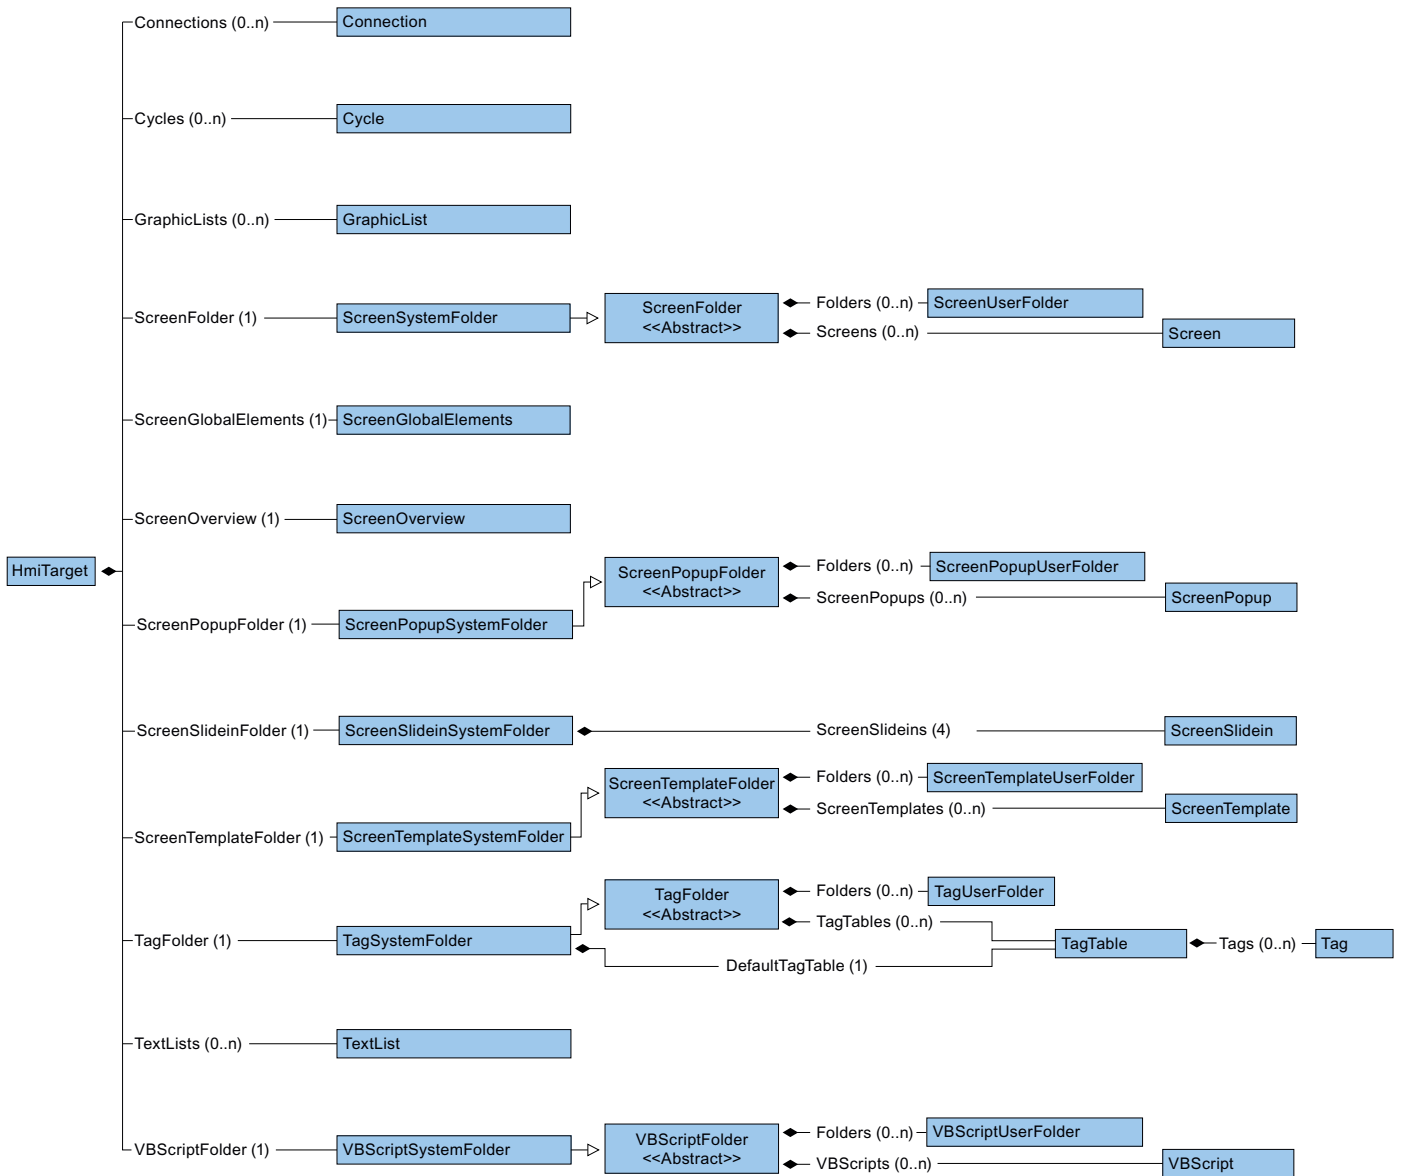 Connections (0..n)
Connection
Cycles (0..n)
Cycle
GraphicLists (0..n)
GraphicList
ScreenFolder (1)
ScreenSystemFolder
ScreenFolder
<<Abstract>>
Folders (0..n)
ScreenUserFolder
Screens (0..n)
Screen
ScreenGlobalElements (1)
ScreenGlobalElements
ScreenOverview (1)
ScreenOverview
HmiTarget
ScreenPopupFolder (1)
ScreenPopupSystemFolder
ScreenPopupFolder
<<Abstract>>
Folders (0..n)
ScreenPopupUserFolder
ScreenPopups (0..n)
ScreenPopup
ScreenSlideinFolder (1)
ScreenSlideinSystemFolder
ScreenSlideins (4)
ScreenSlidein
ScreenTemplateFolder (1)
ScreenTemplateSystemFolder
ScreenTemplateFolder
<<Abstract>>
Folders (0..n)
ScreenTemplateUserFolder
ScreenTemplates (0..n)
ScreenTemplate
TagFolder (1)
TagSystemFolder
TagFolder
<<Abstract>>
Folders (0..n)
TagUserFolder
TagTables (0..n)
DefaultTagTable (1)
TagTable
Tags (0..n)
Tag
TextLists (0..n)
TextList
VBScriptFolder (1)
VBScriptSystemFolder
VBScriptFolder
<<Abstract>>
Folders (0..n)
VBScriptUserFolder
VBScripts (0..n)
VBScript